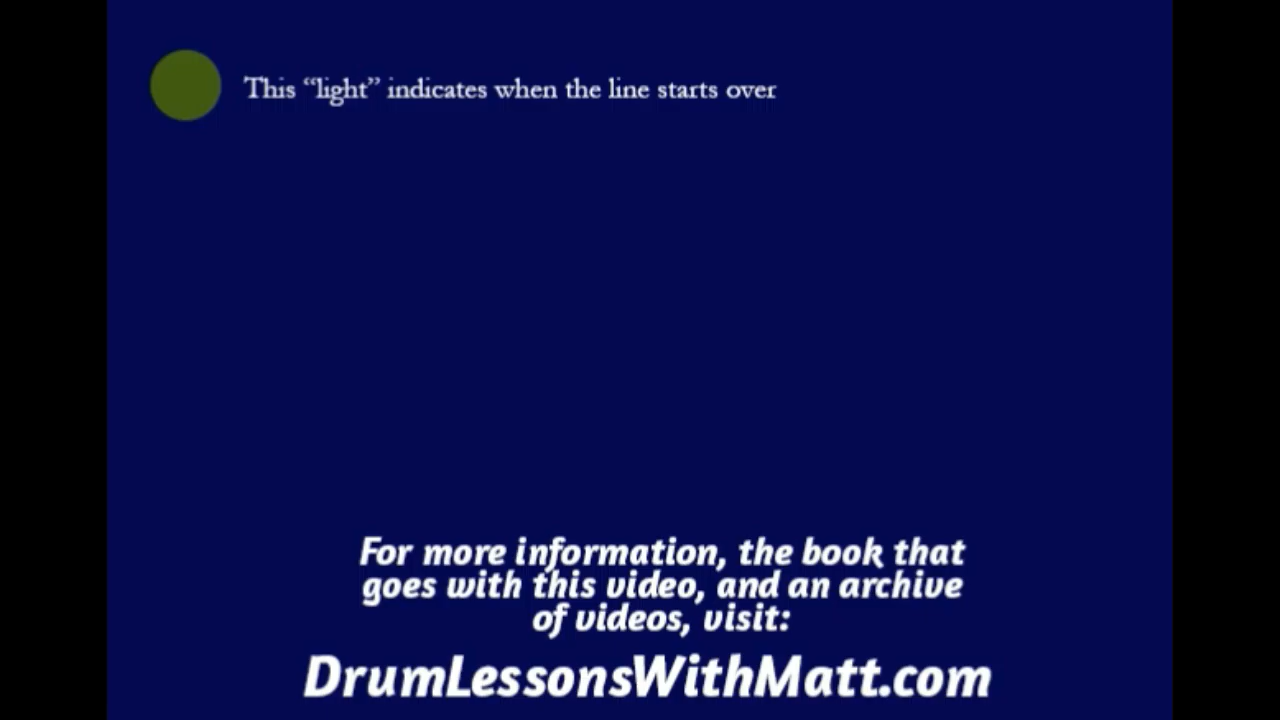 This “light” indicates when the line starts over
For more information, the book that
goes with this video, and an archive
of videos, visit:
DrumLessonsWithMatt.com